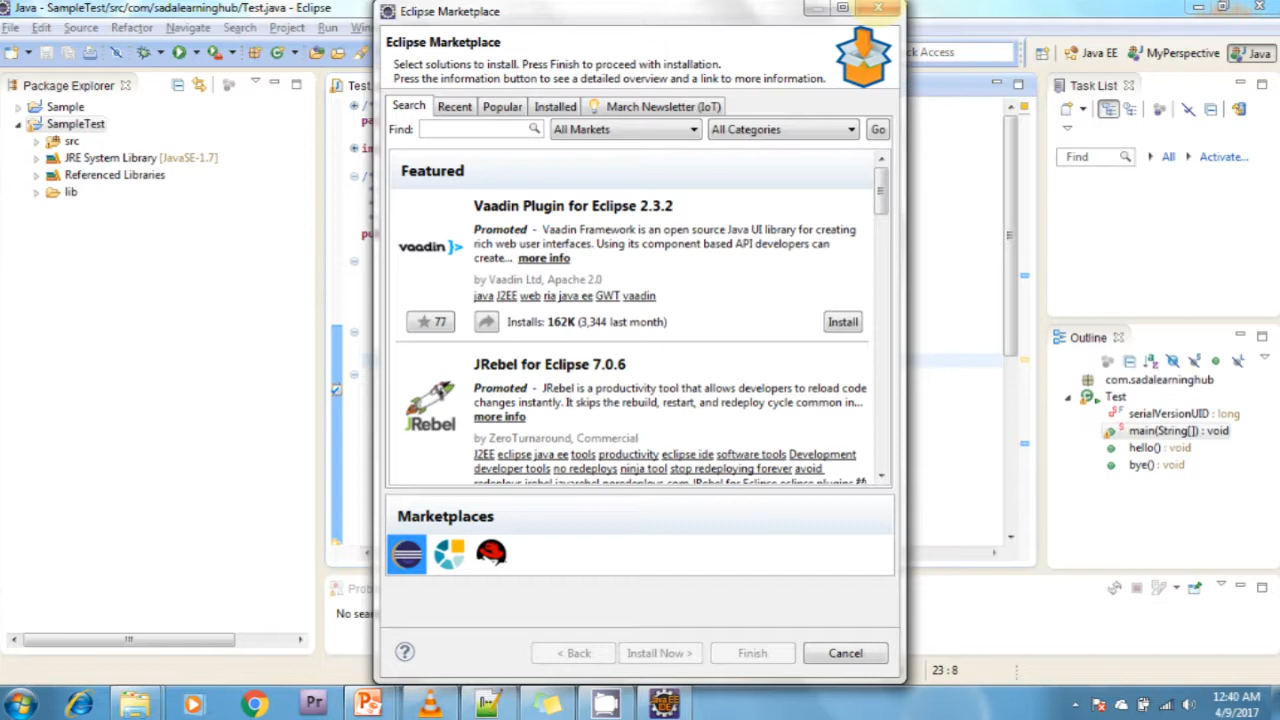 Java - SampleTest/src/com/sadalearninghub/Test.java - Eclipse
File Edit Source Refactor Navigate Search Project Run
Access
Java EE MyPerspective Java
Package Explorer
Sample
SampleTest
src
JRE System Library [JavaSE-1.7]
Referenced Libraries
lib
Eclipse Marketplace
Eclipse Marketplace
Select solutions to install. Press Finish to proceed with installation.
Press the information button to see a detailed overview and a link to more information.
Search Recent Popular Installed March Newsletter (IoT)
Find: All Markets All Categories Go
Featured
Vaadin Plugin for Eclipse 2.3.2
Promoted - Vaadin Framework is an open source Java UI library for creating
rich web user interfaces. Using its component based API developers can
create... more info
vaadin }>
by Vaadin Ltd, Apache 2.0
java J2EE web ria java ee GWT vaadin
77 Installs: 162K (3,344 last month) Install
JRebel for Eclipse 7.0.6
Promoted - JRebel is a productivity tool that allows developers to reload code
changes instantly. It skips the rebuild, restart, and redeploy cycle common in...
more info
JRebel
by ZeroTurnaround, Commercial
J2EE eclipse java ee tools productivity eclipse ide software tools Development
developer tools no redeploys ninja tool stop redeploying forever avoid
Marketplaces
? < Back Install Now > Finish Cancel
Task List
Find All Activate...
Outline
com.sadalearninghub
Test
serialVersionUID : long
main(String[]) : void
hello() : void
bye() : void
No sea
23 : 8
Pr
12:40 AM
4/9/2017